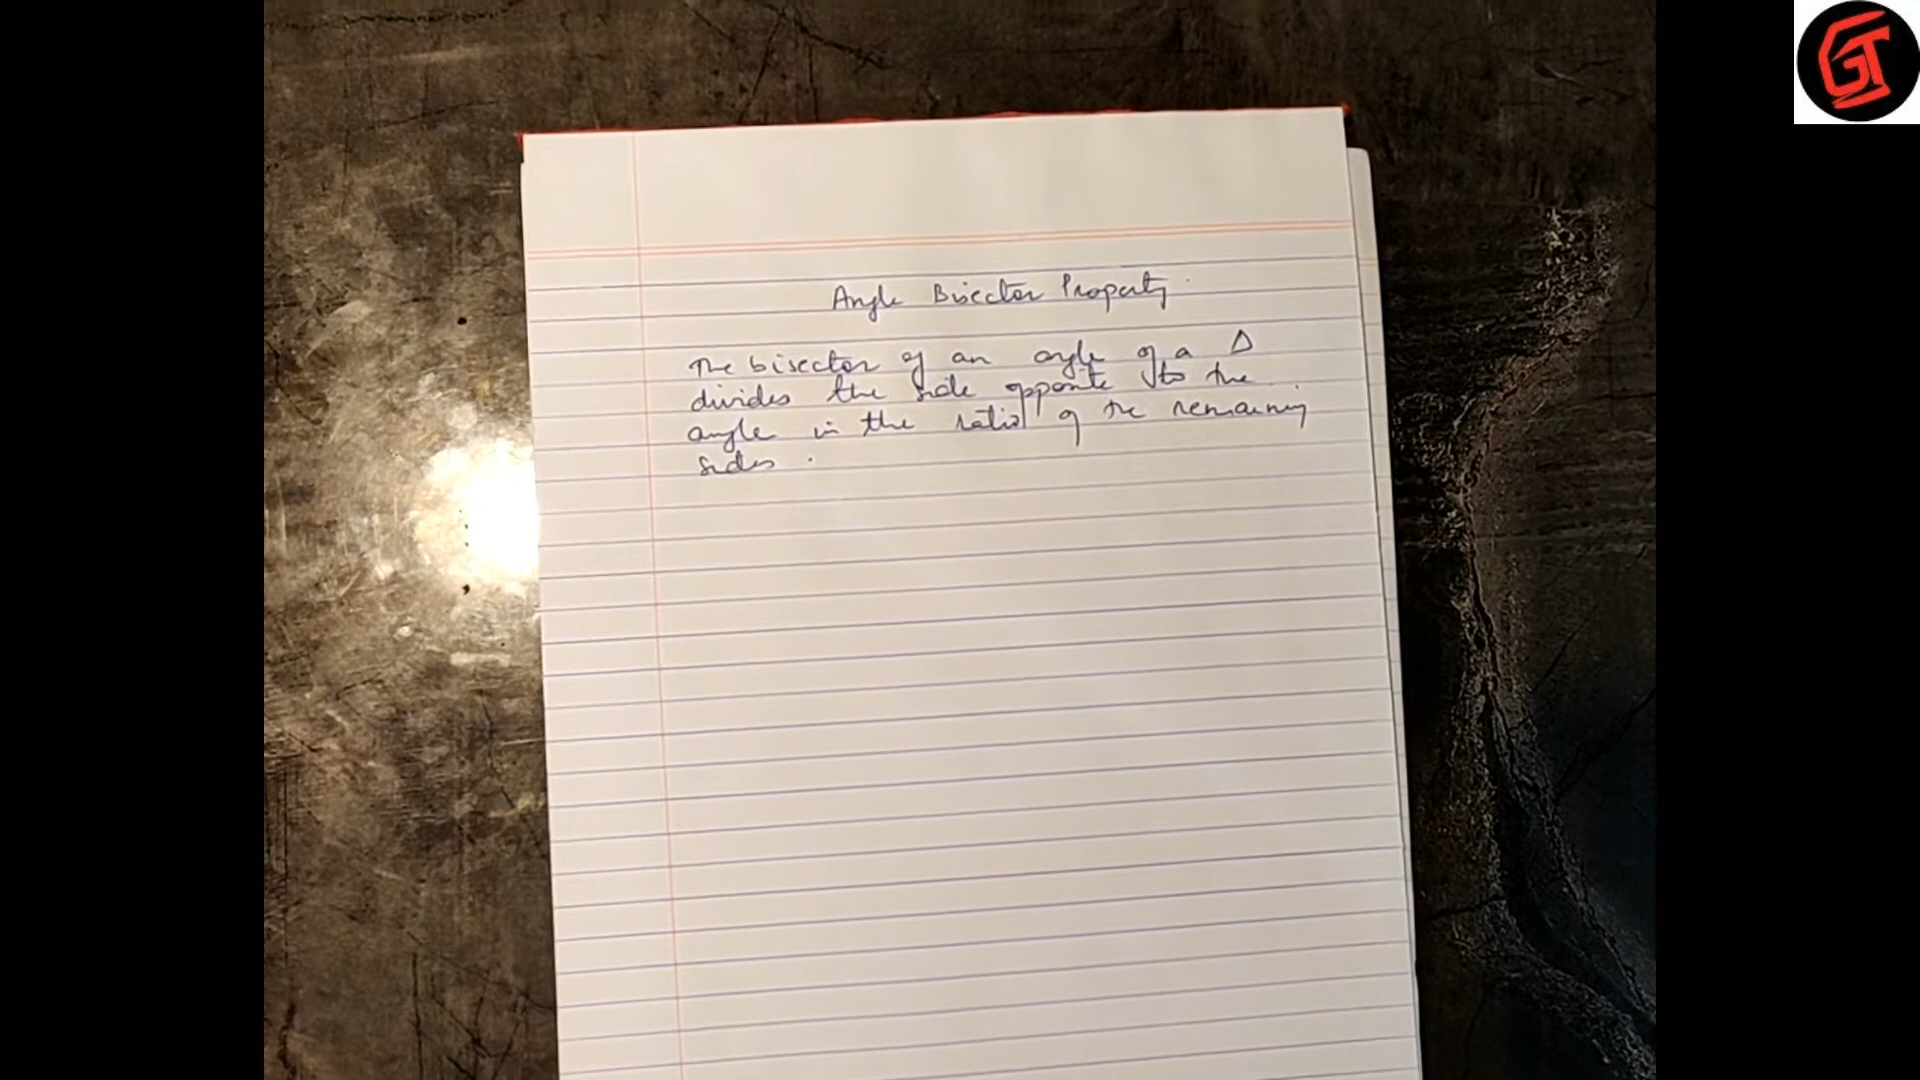 Angle Bisector Property.
The bisector of an angle of a Δ
divides the side opposite to the
angle in the ratio of the remaining
sides.
GT